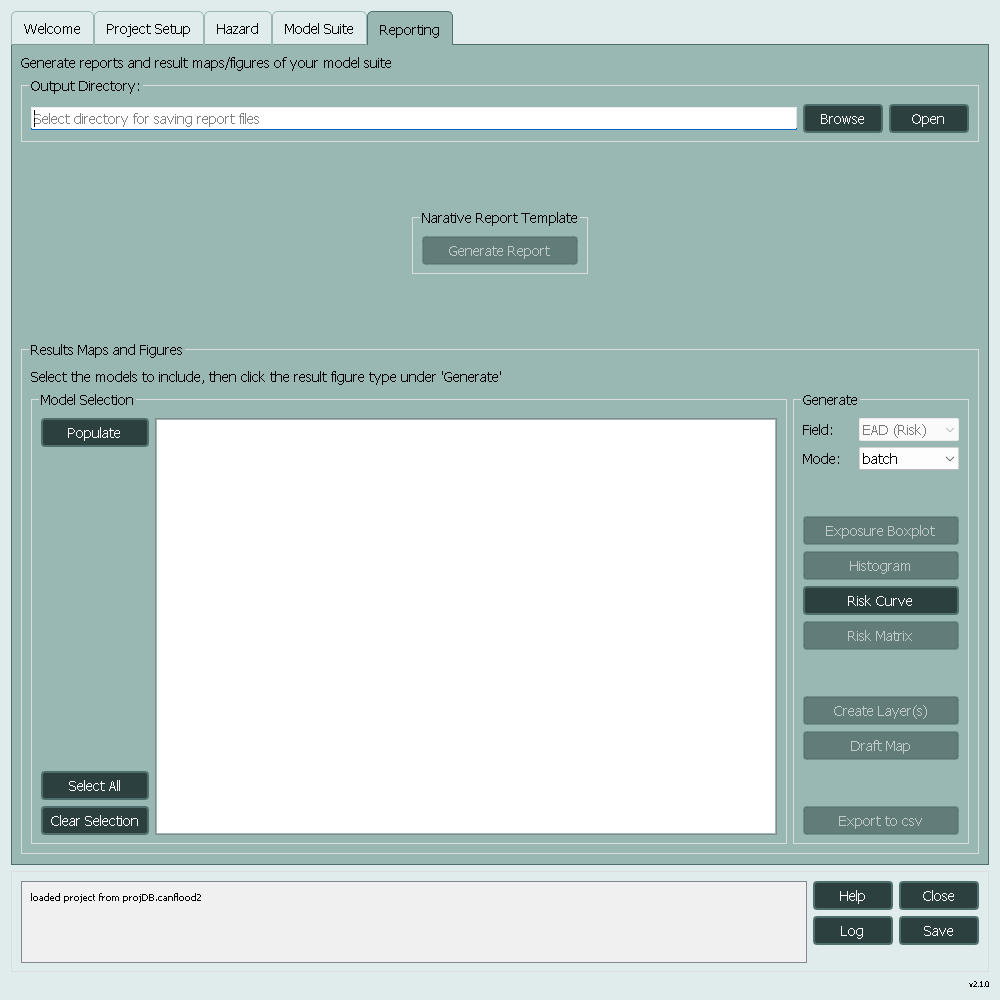 Welcome
Project Setup
Hazard
Model Suite
Reporting
Generate reports and result maps/figures of your model suite
Output Directory:
Select directory for saving report files
Browse
Open
Narative Report Template
Generate Report
Results Maps and Figures
Select the models to include, then click the result figure type under 'Generate'
Model Selection
Populate
Select All
Clear Selection
Generate
Field:
EAD (Risk)
Mode:
batch
Exposure Boxplot
Histogram
Risk Curve
Risk Matrix
Create Layer(s)
Draft Map
Export to csv
loaded project from projDB.canflood2
Help
Close
Log
Save
v2.1.0